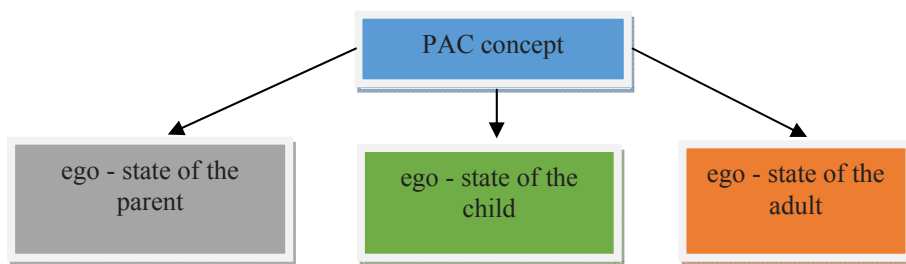 PAC concept
ego - state of the
parent
ego - state of the
child
ego - state of the
adult